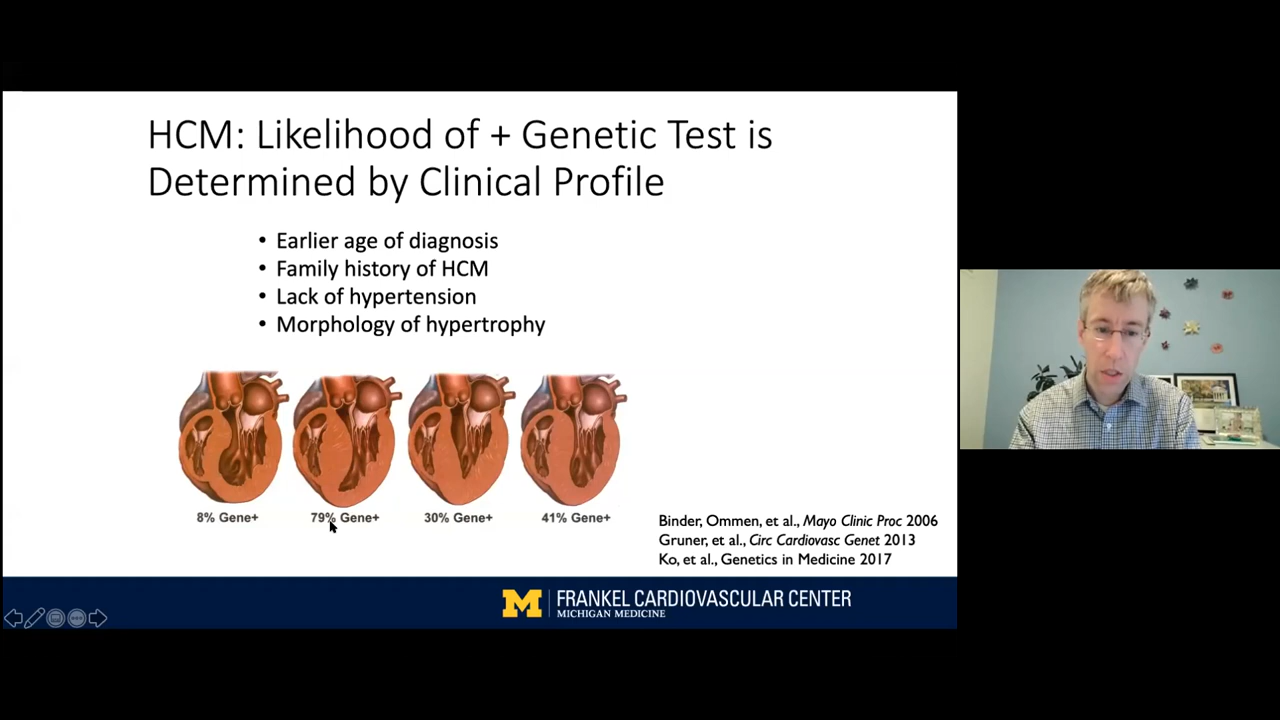 HCM: Likelihood of + Genetic Test is
Determined by Clinical Profile
• Earlier age of diagnosis
• Family history of HCM
• Lack of hypertension
• Morphology of hypertrophy
8% Gene+ 79% Gene+ 30% Gene+ 41% Gene+
Binder, Ommen, et al., Mayo Clinic Proc 2006
Gruner, et al., Circ Cardiovasc Genet 2013
Ko, et al., Genetics in Medicine 2017
M FRANKEL CARDIOVASCULAR CENTER
MICHIGAN MEDICINE